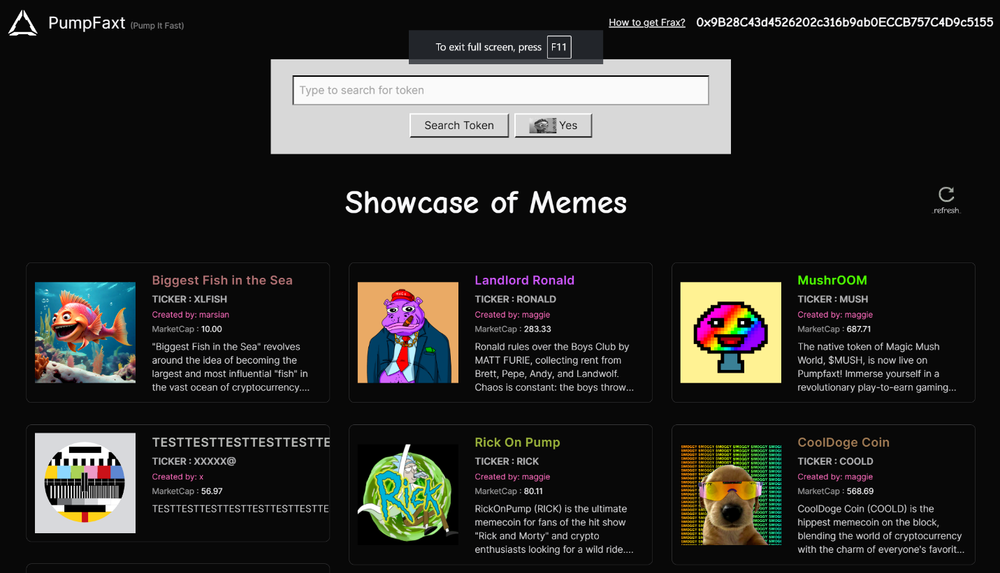 PumpFaxt (Pump It Fast)
How to get Frax?
0x9B28C43d4526202c316b9ab0ECCB757C4D9c5155
To exit full screen, press F11
Type to search for token
Search Token
Yes
Showcase of Memes
_refresh_
Biggest Fish in the Sea
TICKER : XLFISH
Created by: marsian
MarketCap : 10.00
"Biggest Fish in the Sea" revolves
around the idea of becoming the
largest and most influential "fish" in
the vast ocean of cryptocurrency....
MAGA
Landlord Ronald
TICKER : RONALD
Created by: maggie
MarketCap : 283.33
Ronald rules over the Boys Club by
MATT FURIE, collecting rent from
Brett, Pepe, Andy, and Landwolf.
Chaos is constant: the boys throw...
MushrOOM
TICKER : MUSH
Created by: maggie
MarketCap : 687.71
The native token of Magic Mush
World, $MUSH, is now live on
Pumpfaxt! Immerse yourself in a
revolutionary play-to-earn gaming...
TESTTESTTESTTESTTESTTE
TICKER : XXXXX@
Created by: x
MarketCap : 56.97
TESTTESTTESTTESTTESTTESTTESTTE
Rick
Rick On Pump
TICKER : RICK
Created by: maggie
MarketCap : 80.11
RickOnPump (RICK) is the ultimate
memecoin for fans of the hit show
"Rick and Morty" and crypto
enthusiasts looking for a wild ride....
SMOGGY SMOGGY SMOGGY SMOGGY SMOGGY SMOGG
CoolDoge Coin
TICKER : COOLD
Created by: maggie
MarketCap : 568.69
CoolDoge Coin (COOLD) is the
hippest memecoin on the block,
blending the world of cryptocurrency
with the charm of everyone's favorit...